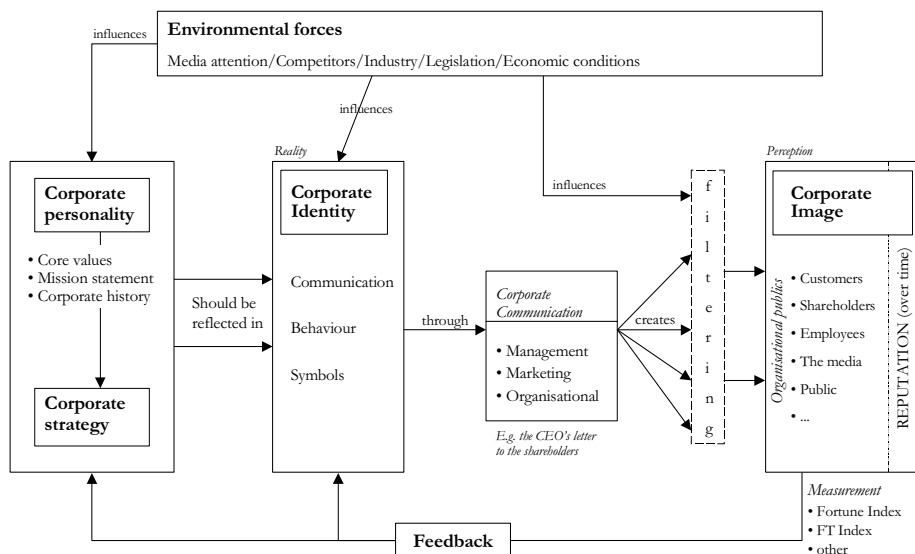 Environmental forces
Media attention/Competitors/Industry/Legislation/Economic conditions
influences
influences
influences
Corporate
personality
• Core values
• Mission statement
• Corporate history
Corporate
strategy
Should be
reflected in
Reality
Corporate
Identity
Communication
Behaviour
Symbols
through
Corporate
Communication
• Management
• Marketing
• Organisational
E.g. the CEO's letter
to the shareholders
creates
f
i
l
t
e
r
i
n
g
Perception
Corporate
Image
Organisational publics
• Customers
• Shareholders
• Employees
• The media
• Public
• ...
REPUTATION (over time)
Measurement
• Fortune Index
• FT Index
• other
Feedback